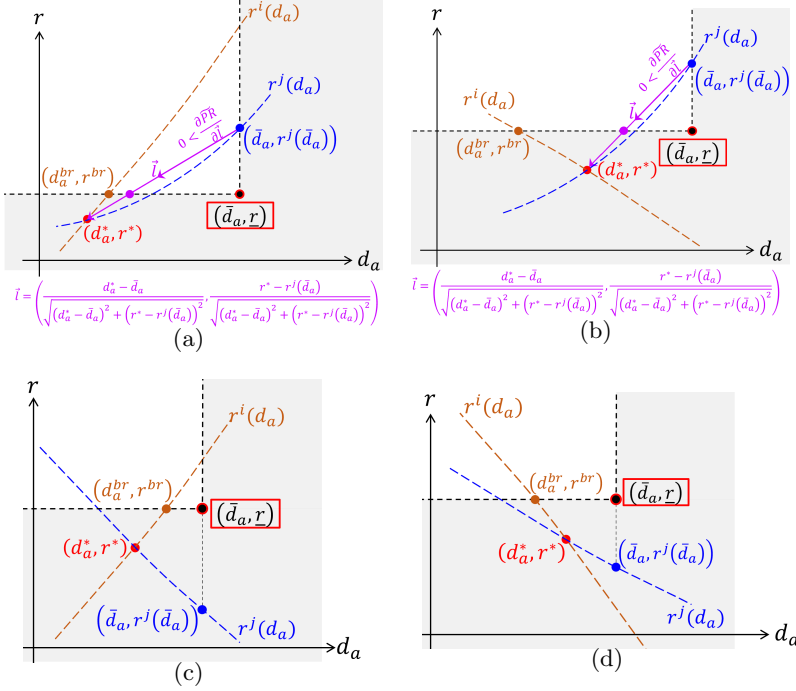 r
r^i(d_a)
r^j(d_a)
0 < ∂PR̂/∂l⃗
l⃗
(d̄_a, r^j(d̄_a))
(d_a^{br}, r^{br})
(d̄_a, r̲)
(d_a^*, r^*)
d_a
l⃗ = ( (d_a^* − d̄_a) / √((d_a^* − d̄_a)^2 + (r^* − r^j(d̄_a))^2) , (r^* − r^j(d̄_a)) / √((d_a^* − d̄_a)^2 + (r^* − r^j(d̄_a))^2) )
(a)
r
r^j(d_a)
0 < ∂PR̂/∂l⃗
(d̄_a, r^j(d̄_a))
r^i(d_a)
l⃗
(d_a^{br}, r^{br})
(d̄_a, r̲)
(d_a^*, r^*)
d_a
l⃗ = ( (d_a^* − d̄_a) / √((d_a^* − d̄_a)^2 + (r^* − r^j(d̄_a))^2) , (r^* − r^j(d̄_a)) / √((d_a^* − d̄_a)^2 + (r^* − r^j(d̄_a))^2) )
(b)
r
r^i(d_a)
(d_a^{br}, r^{br})
(d̄_a, r̲)
(d_a^*, r^*)
(d̄_a, r^j(d̄_a))
r^j(d_a)
d_a
(c)
r
r^i(d_a)
(d_a^{br}, r^{br})
(d̄_a, r̲)
(d_a^*, r^*)
(d̄_a, r^j(d̄_a))
r^j(d_a)
d_a
(d)